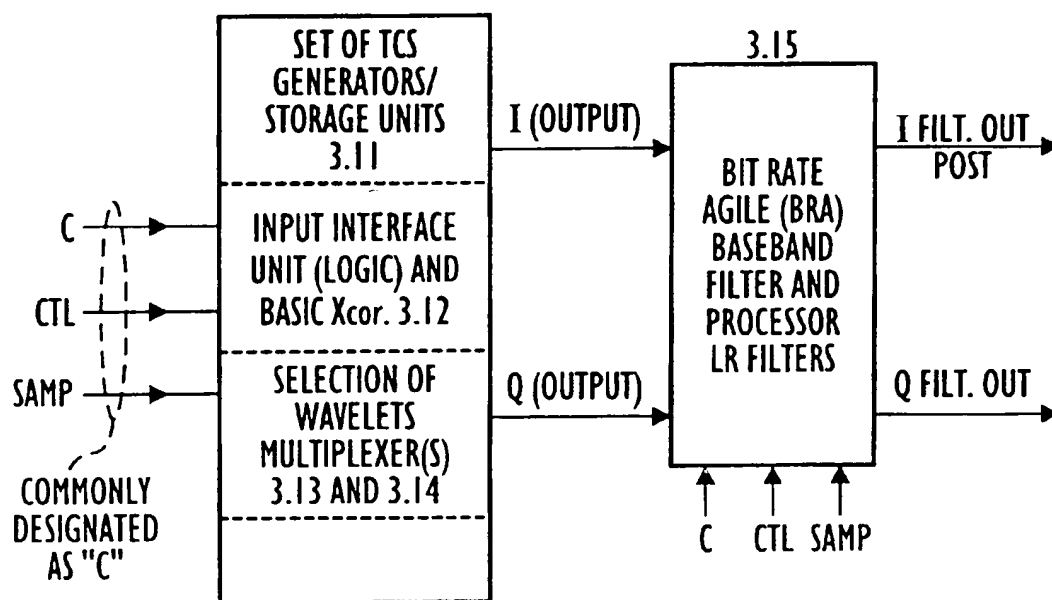 SET OF TCS
GENERATORS/
STORAGE UNITS
3.11
INPUT INTERFACE
UNIT (LOGIC) AND
BASIC Xcor. 3.12
SELECTION OF
WAVELETS
MULTIPLEXER(S)
3.13 AND 3.14
C
CTL
SAMP
COMMONLY
DESIGNATED
AS "C"
I (OUTPUT)
Q (OUTPUT)
3.15
BIT RATE
AGILE (BRA)
BASEBAND
FILTER AND
PROCESSOR
LR FILTERS
C CTL SAMP
I FILT. OUT
POST
Q FILT. OUT